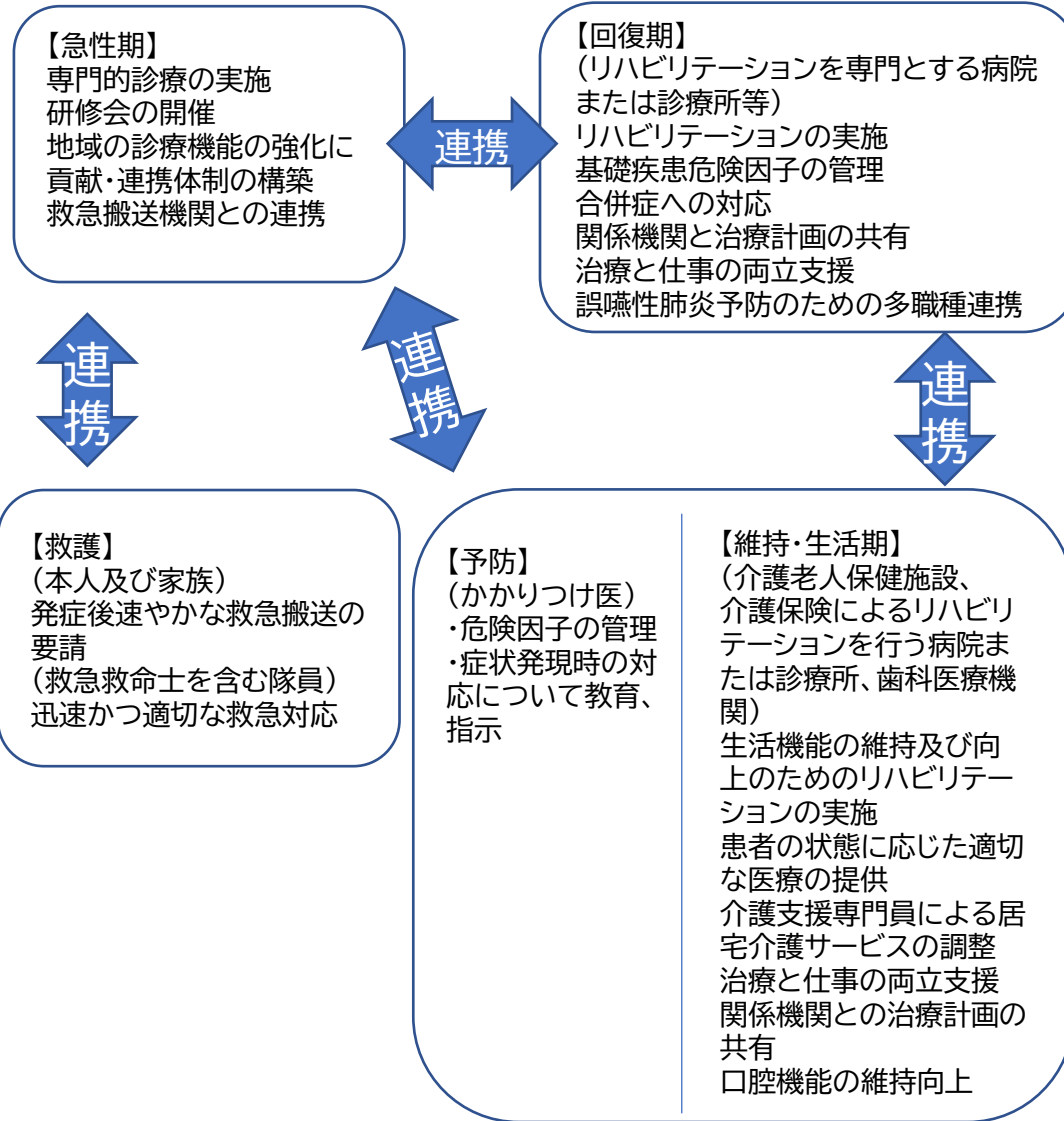 【急性期】
専門的診療の実施
研修会の開催
地域の診療機能の強化に
貢献・連携体制の構築
救急搬送機関との連携
連携
【回復期】
(リハビリテーションを専門とする病院
または診療所等)
リハビリテーションの実施
基礎疾患危険因子の管理
合併症への対応
関係機関と治療計画の共有
治療と仕事の両立支援
誤嚥性肺炎予防のための多職種連携
連
携
連
携
連
携
【救護】
(本人及び家族)
発症後速やかな救急搬送の
要請
(救急救命士を含む隊員)
迅速かつ適切な救急対応
【予防】
(かかりつけ医)
・危険因子の管理
・症状発現時の対
応について教育、
指示
【維持・生活期】
(介護老人保健施設、
介護保険によるリハビリ
テーションを行う病院ま
たは診療所、歯科医療機
関)
生活機能の維持及び向
上のためのリハビリテー
ションの実施
患者の状態に応じた適切
な医療の提供
介護支援専門員による居
宅介護サービスの調整
治療と仕事の両立支援
関係機関との治療計画の
共有
口腔機能の維持向上